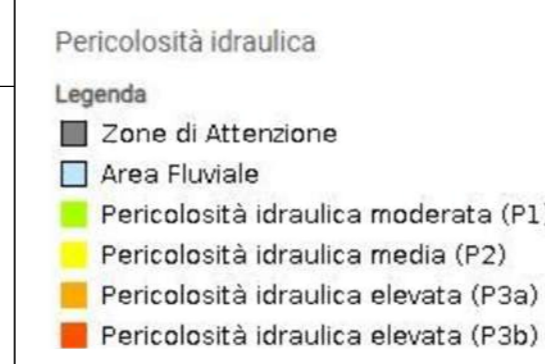 Pericolosità idraulica
Legenda
Zone di Attenzione
Area Fluviale
Pericolosità idraulica moderata (P1)
Pericolosità idraulica media (P2)
Pericolosità idraulica elevata (P3a)
Pericolosità idraulica elevata (P3b)